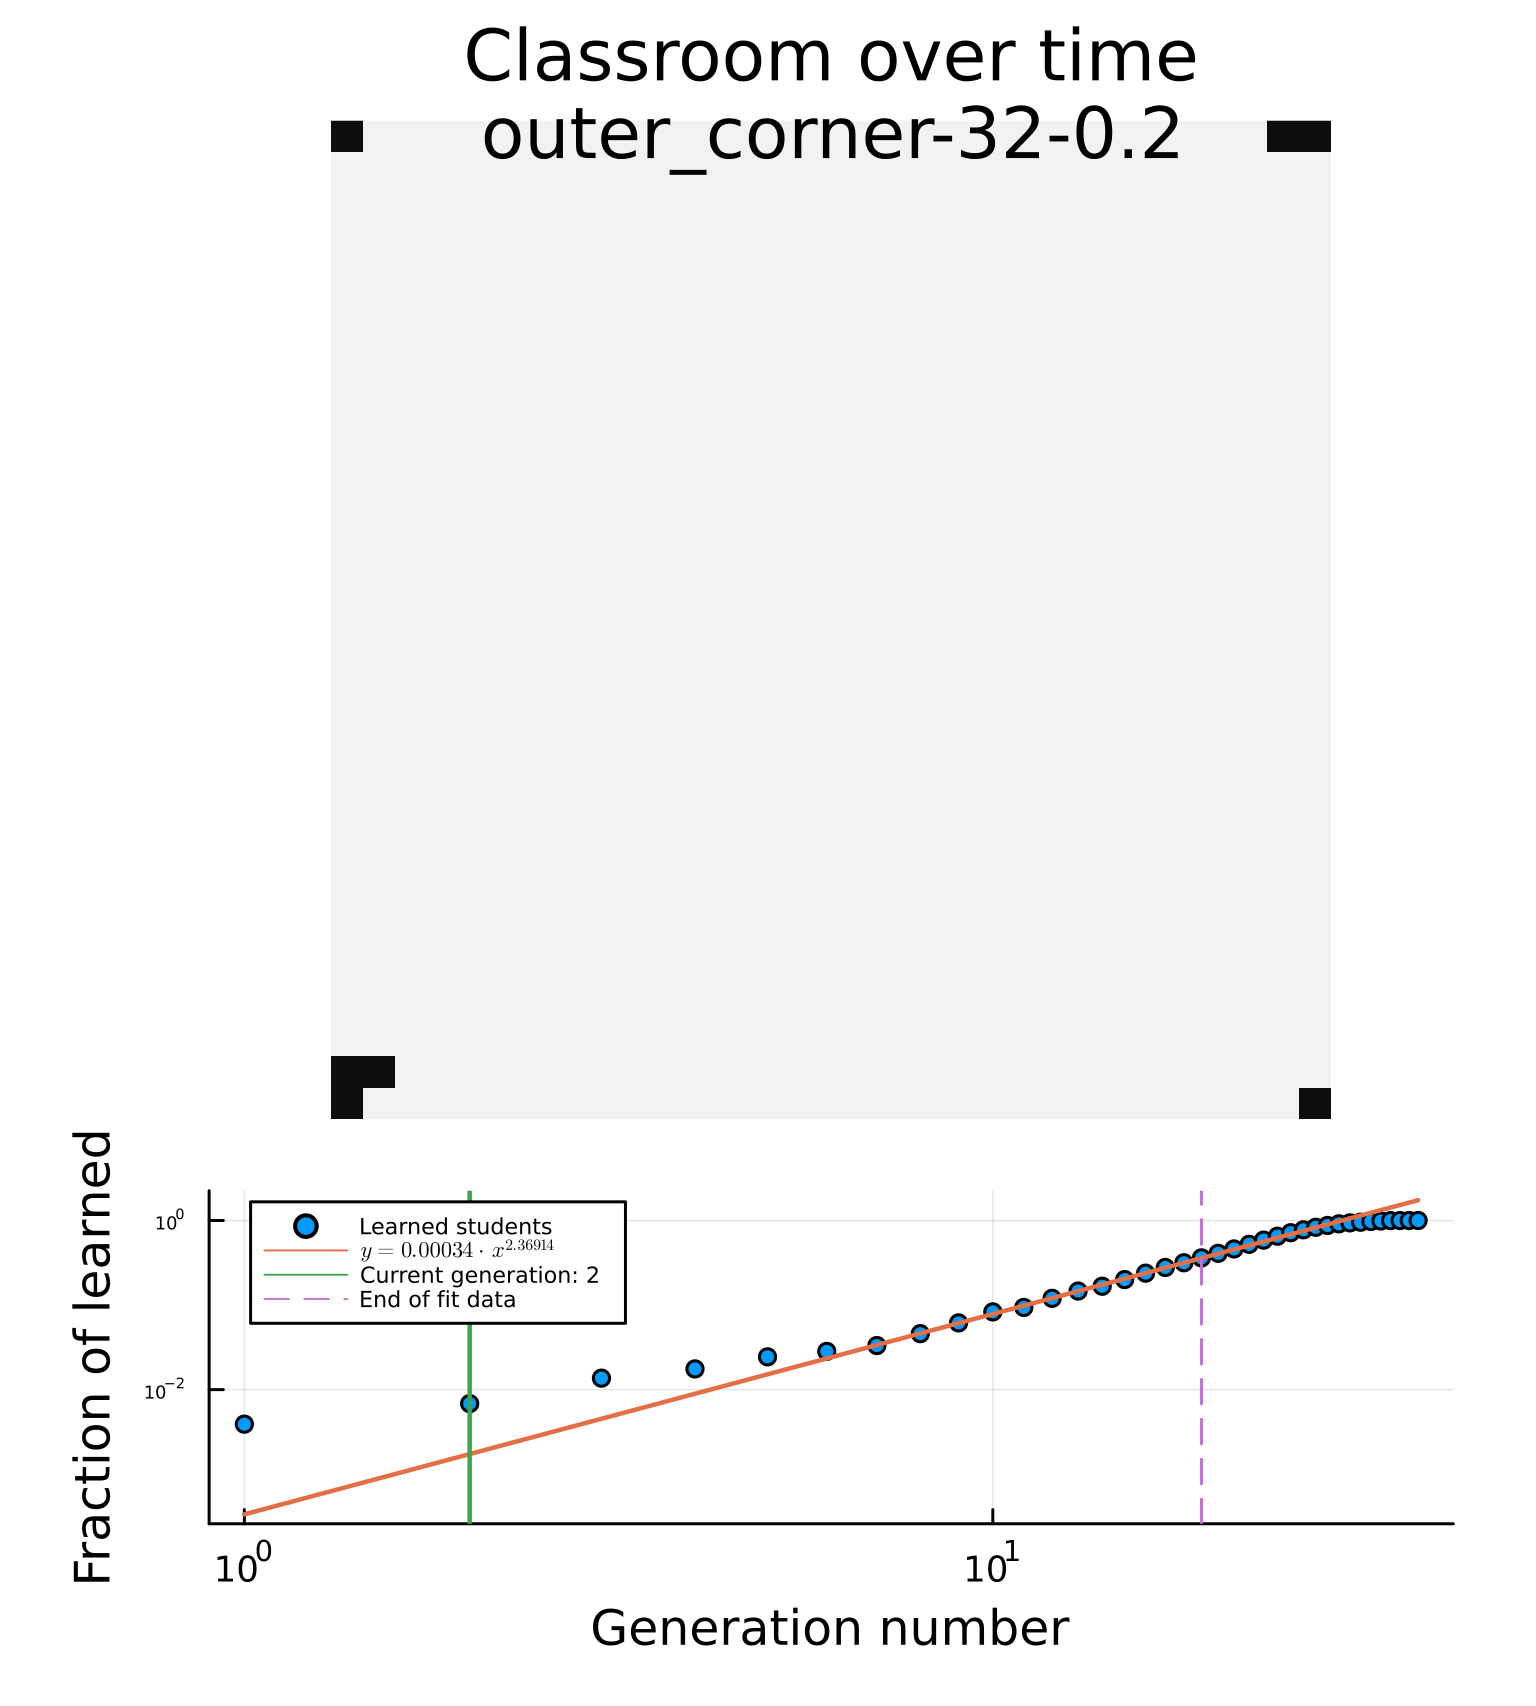 Classroom over time
outer_corner-32-0.2
Fraction of learned
10^0
10^−2
Learned students
y = 0.00034 · x^2.36914
Current generation: 2
End of fit data
10^0
10^1
Generation number